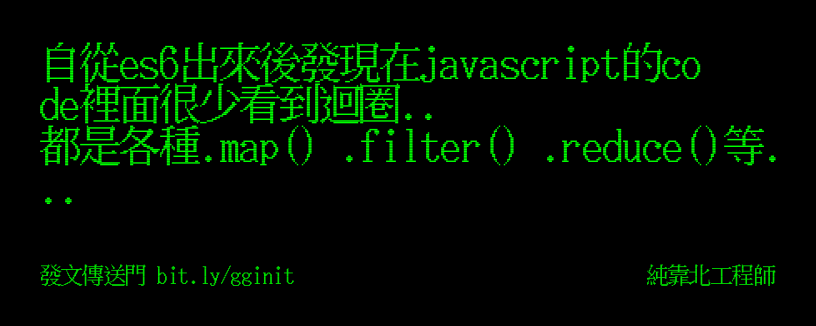 自從es6出來後發現在javascript的co
de裡面很少看到迴圈..
都是各種.map() .filter() .reduce()等.
..
發文傳送門 bit.ly/gginit
純靠北工程師